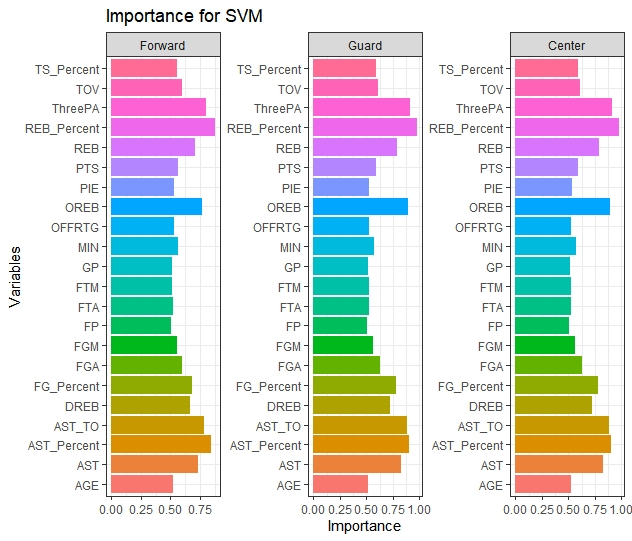 Importance for SVM
Forward
Guard
Center
Variables
TS_Percent
TOV
ThreePA
REB_Percent
REB
PTS
PIE
OREB
OFFRTG
MIN
GP
FTM
FTA
FP
FGM
FGA
FG_Percent
DREB
AST_TO
AST_Percent
AST
AGE
TS_Percent
TOV
ThreePA
REB_Percent
REB
PTS
PIE
OREB
OFFRTG
MIN
GP
FTM
FTA
FP
FGM
FGA
FG_Percent
DREB
AST_TO
AST_Percent
AST
AGE
TS_Percent
TOV
ThreePA
REB_Percent
REB
PTS
PIE
OREB
OFFRTG
MIN
GP
FTM
FTA
FP
FGM
FGA
FG_Percent
DREB
AST_TO
AST_Percent
AST
AGE
0.00 0.25 0.50 0.75
0.00 0.25 0.50 0.75 1.00
0.00 0.25 0.50 0.75 1.00
Importance